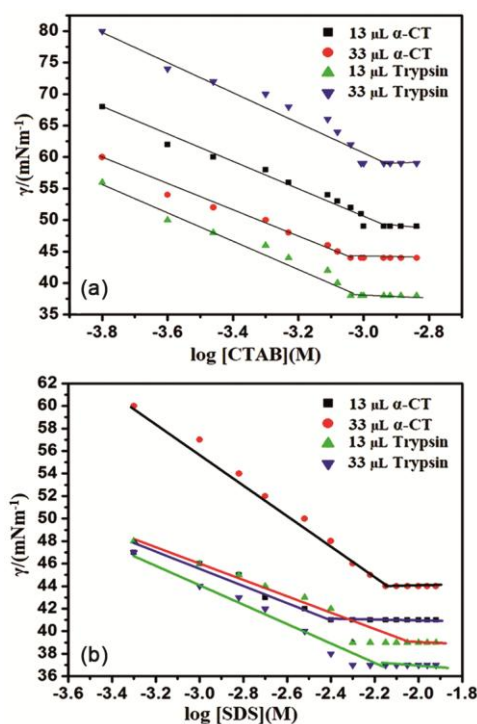 80
75
70
65
60
55
50
45
40
35
γ/(mNm⁻¹)
13 μL α-CT
33 μL α-CT
13 μL Trypsin
33 μL Trypsin
(a)
-3.8 -3.6 -3.4 -3.2 -3.0 -2.8
log [CTAB](M)
62
60
58
56
54
52
50
48
46
44
42
40
38
36
γ/(mNm⁻¹)
13 μL α-CT
33 μL α-CT
13 μL Trypsin
33 μL Trypsin
(b)
-3.6 -3.4 -3.2 -3.0 -2.8 -2.6 -2.4 -2.2 -2.0 -1.8
log [SDS](M)